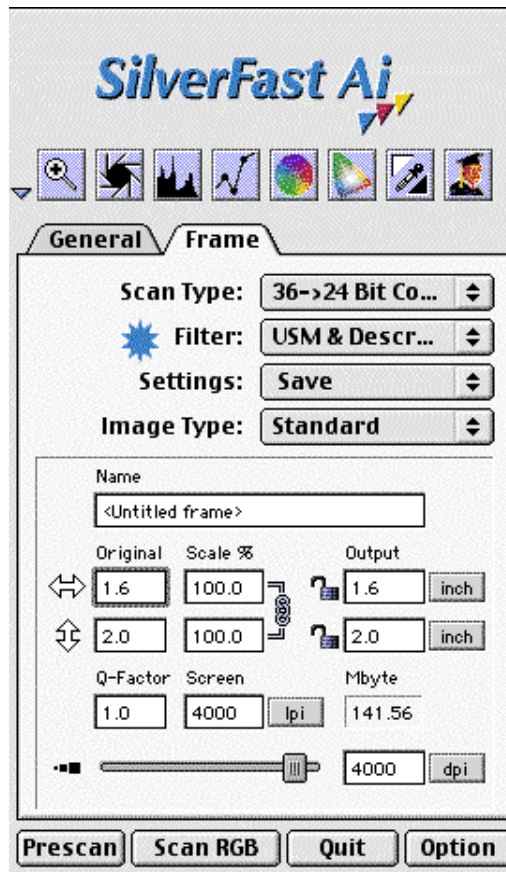 SilverFast Ai
General Frame
Scan Type: 36->24 Bit Co...
Filter: USM & Descr...
Settings: Save
Image Type: Standard
Name
<Untitled frame>
Original Scale % Output
1.6 100.0 1.6 inch
2.0 100.0 2.0 inch
Q-Factor Screen Mbyte
1.0 4000 lpi 141.56
4000 dpi
Prescan Scan RGB Quit Option